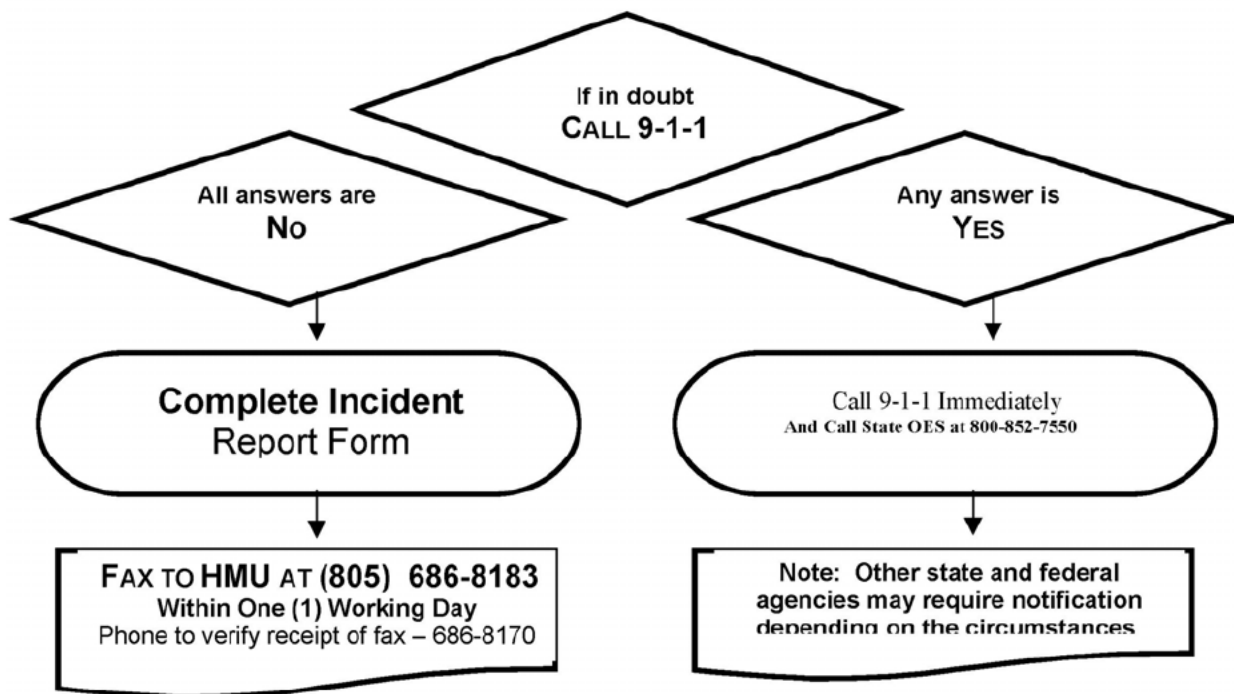 If in doubt
CALL 9-1-1
All answers are
No
Any answer is
YES
Complete Incident
Report Form
Call 9-1-1 Immediately
And Call State OES at 800-852-7550
FAX TO HMU AT (805) 686-8183
Within One (1) Working Day
Phone to verify receipt of fax – 686-8170
Note: Other state and federal
agencies may require notification
depending on the circumstances